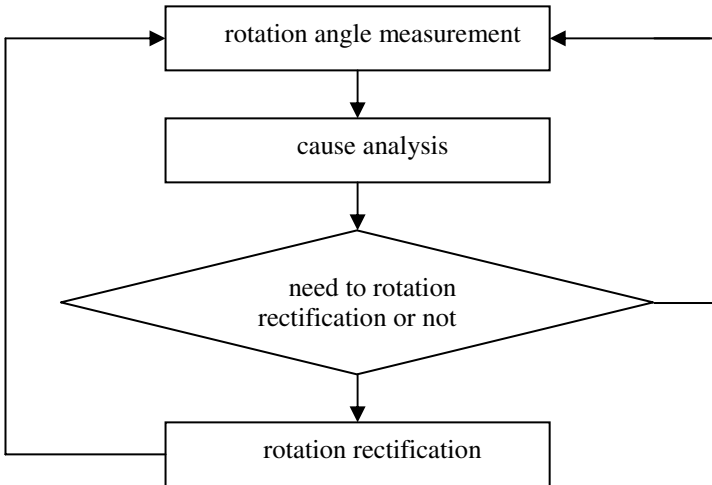 rotation angle measurement
cause analysis
need to rotation
rectification or not
rotation rectification